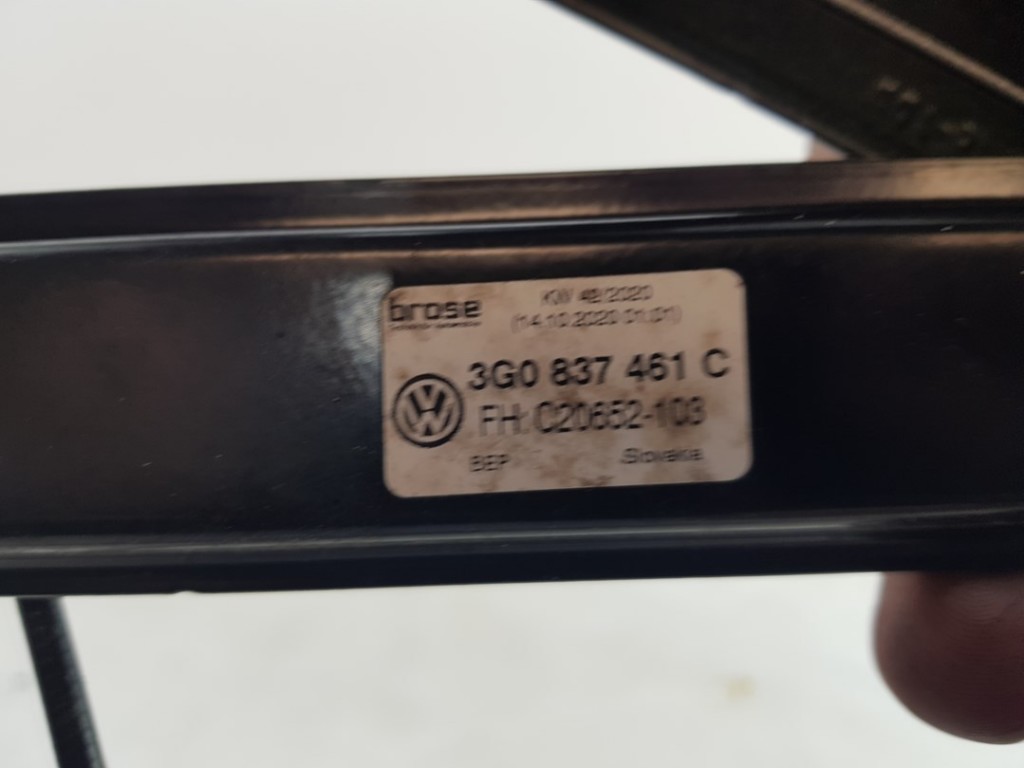 brose
KW 42/2020
(14.10.2020 01:01)
3G0 837 461 C
FH: C20652-103
BEP Slovakia